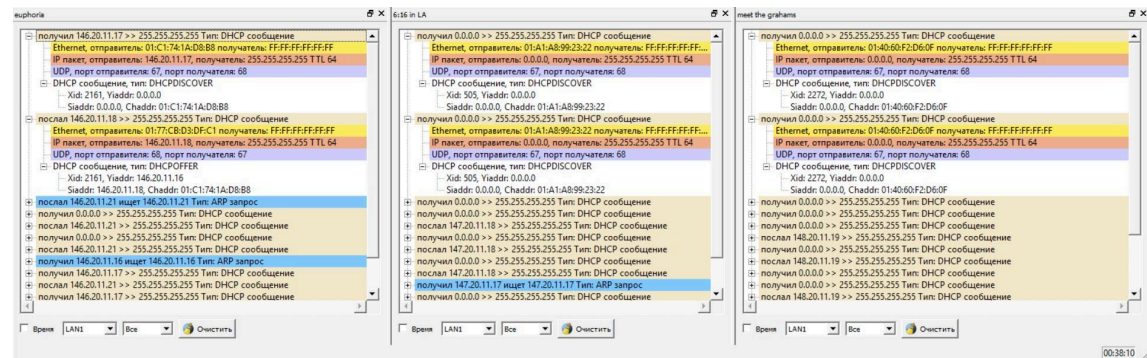 euphoria
получил 146.20.11.17 >> 255.255.255.255 Тип: DHCP сообщение
Ethernet, отправитель: 01:C1:74:1A:D8:B8 получатель: FF:FF:FF:FF:FF:FF
IP пакет, отправитель: 146.20.11.17, получатель: 255.255.255.255 TTL 64
UDP, порт отправителя: 67, порт получателя: 68
DHCP сообщение, тип: DHCPDISCOVER
Xid: 2161, Yiaddr: 0.0.0.0
Siaddr: 0.0.0.0, Chaddr: 01:C1:74:1A:D8:B8
послал 146.20.11.18 >> 255.255.255.255 Тип: DHCP сообщение
Ethernet, отправитель: 01:77:CB:D3:DF:C1 получатель: FF:FF:FF:FF:FF:FF
IP пакет, отправитель: 146.20.11.18, получатель: 255.255.255.255 TTL 64
UDP, порт отправителя: 68, порт получателя: 67
DHCP сообщение, тип: DHCPOFFER
Xid: 2161, Yiaddr: 146.20.11.16
Siaddr: 146.20.11.18, Chaddr: 01:C1:74:1A:D8:B8
послал 146.20.11.21 ищет 146.20.11.21 Тип: ARP запрос
получил 0.0.0.0 >> 255.255.255.255 Тип: DHCP сообщение
послал 146.20.11.21 >> 255.255.255.255 Тип: DHCP сообщение
получил 0.0.0.0 >> 255.255.255.255 Тип: DHCP сообщение
послал 146.20.11.21 >> 255.255.255.255 Тип: DHCP сообщение
получил 146.20.11.16 ищет 146.20.11.16 Тип: ARP запрос
получил 146.20.11.17 >> 255.255.255.255 Тип: DHCP сообщение
послал 146.20.11.21 >> 255.255.255.255 Тип: DHCP сообщение
получил 146.20.11.17 >> 255.255.255.255 Тип: DHCP сообщение
Время LAN1 Все Очистить
6:16 in LA
получил 0.0.0.0 >> 255.255.255.255 Тип: DHCP сообщение
Ethernet, отправитель: 01:A1:A8:99:23:22 получатель: FF:FF:FF:FF:FF:...
IP пакет, отправитель: 0.0.0.0, получатель: 255.255.255.255 TTL 64
UDP, порт отправителя: 67, порт получателя: 68
DHCP сообщение, тип: DHCPDISCOVER
Xid: 505, Yiaddr: 0.0.0.0
Siaddr: 0.0.0.0, Chaddr: 01:A1:A8:99:23:22
получил 0.0.0.0 >> 255.255.255.255 Тип: DHCP сообщение
Ethernet, отправитель: 01:A1:A8:99:23:22 получатель: FF:FF:FF:FF:FF:...
IP пакет, отправитель: 0.0.0.0, получатель: 255.255.255.255 TTL 64
UDP, порт отправителя: 67, порт получателя: 68
DHCP сообщение, тип: DHCPDISCOVER
Xid: 505, Yiaddr: 0.0.0.0
Siaddr: 0.0.0.0, Chaddr: 01:A1:A8:99:23:22
получил 0.0.0.0 >> 255.255.255.255 Тип: DHCP сообщение
получил 0.0.0.0 >> 255.255.255.255 Тип: DHCP сообщение
послал 147.20.11.18 >> 255.255.255.255 Тип: DHCP сообщение
послал 147.20.11.18 >> 255.255.255.255 Тип: DHCP сообщение
получил 0.0.0.0 >> 255.255.255.255 Тип: DHCP сообщение
послал 147.20.11.18 >> 255.255.255.255 Тип: DHCP сообщение
получил 147.20.11.17 ищет 147.20.11.17 Тип: ARP запрос
получил 0.0.0.0 >> 255.255.255.255 Тип: DHCP сообщение
Время LAN1 Все Очистить
meet the grahams
получил 0.0.0.0 >> 255.255.255.255 Тип: DHCP сообщение
Ethernet, отправитель: 01:40:60:F2:D6:0F получатель: FF:FF:FF:FF:FF:FF
IP пакет, отправитель: 0.0.0.0, получатель: 255.255.255.255 TTL 64
UDP, порт отправителя: 67, порт получателя: 68
DHCP сообщение, тип: DHCPDISCOVER
Xid: 2272, Yiaddr: 0.0.0.0
Siaddr: 0.0.0.0, Chaddr: 01:40:60:F2:D6:0F
получил 0.0.0.0 >> 255.255.255.255 Тип: DHCP сообщение
Ethernet, отправитель: 01:40:60:F2:D6:0F получатель: FF:FF:FF:FF:FF:FF
IP пакет, отправитель: 0.0.0.0, получатель: 255.255.255.255 TTL 64
UDP, порт отправителя: 67, порт получателя: 68
DHCP сообщение, тип: DHCPDISCOVER
Xid: 2272, Yiaddr: 0.0.0.0
Siaddr: 0.0.0.0, Chaddr: 01:40:60:F2:D6:0F
получил 0.0.0.0 >> 255.255.255.255 Тип: DHCP сообщение
получил 0.0.0.0 >> 255.255.255.255 Тип: DHCP сообщение
послал 148.20.11.19 >> 255.255.255.255 Тип: DHCP сообщение
получил 0.0.0.0 >> 255.255.255.255 Тип: DHCP сообщение
послал 148.20.11.19 >> 255.255.255.255 Тип: DHCP сообщение
получил 0.0.0.0 >> 255.255.255.255 Тип: DHCP сообщение
получил 0.0.0.0 >> 255.255.255.255 Тип: DHCP сообщение
послал 148.20.11.19 >> 255.255.255.255 Тип: DHCP сообщение
Время LAN1 Все Очистить
00:38:10